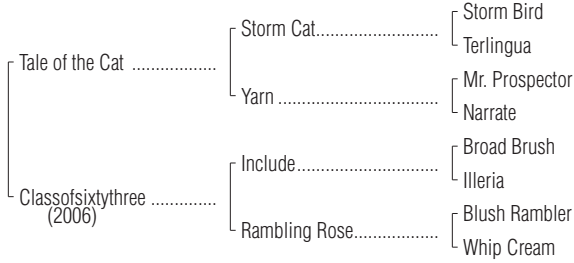 Storm Bird
Storm Cat........................................
Terlingua
Tale of the Cat ..................
Mr. Prospector
Yarn ........................................
Narrate
Broad Brush
Include....................................
Illeria
Classofsixtythree ..............
(2006)
Blush Rambler
Rambling Rose.....................
Whip Cream